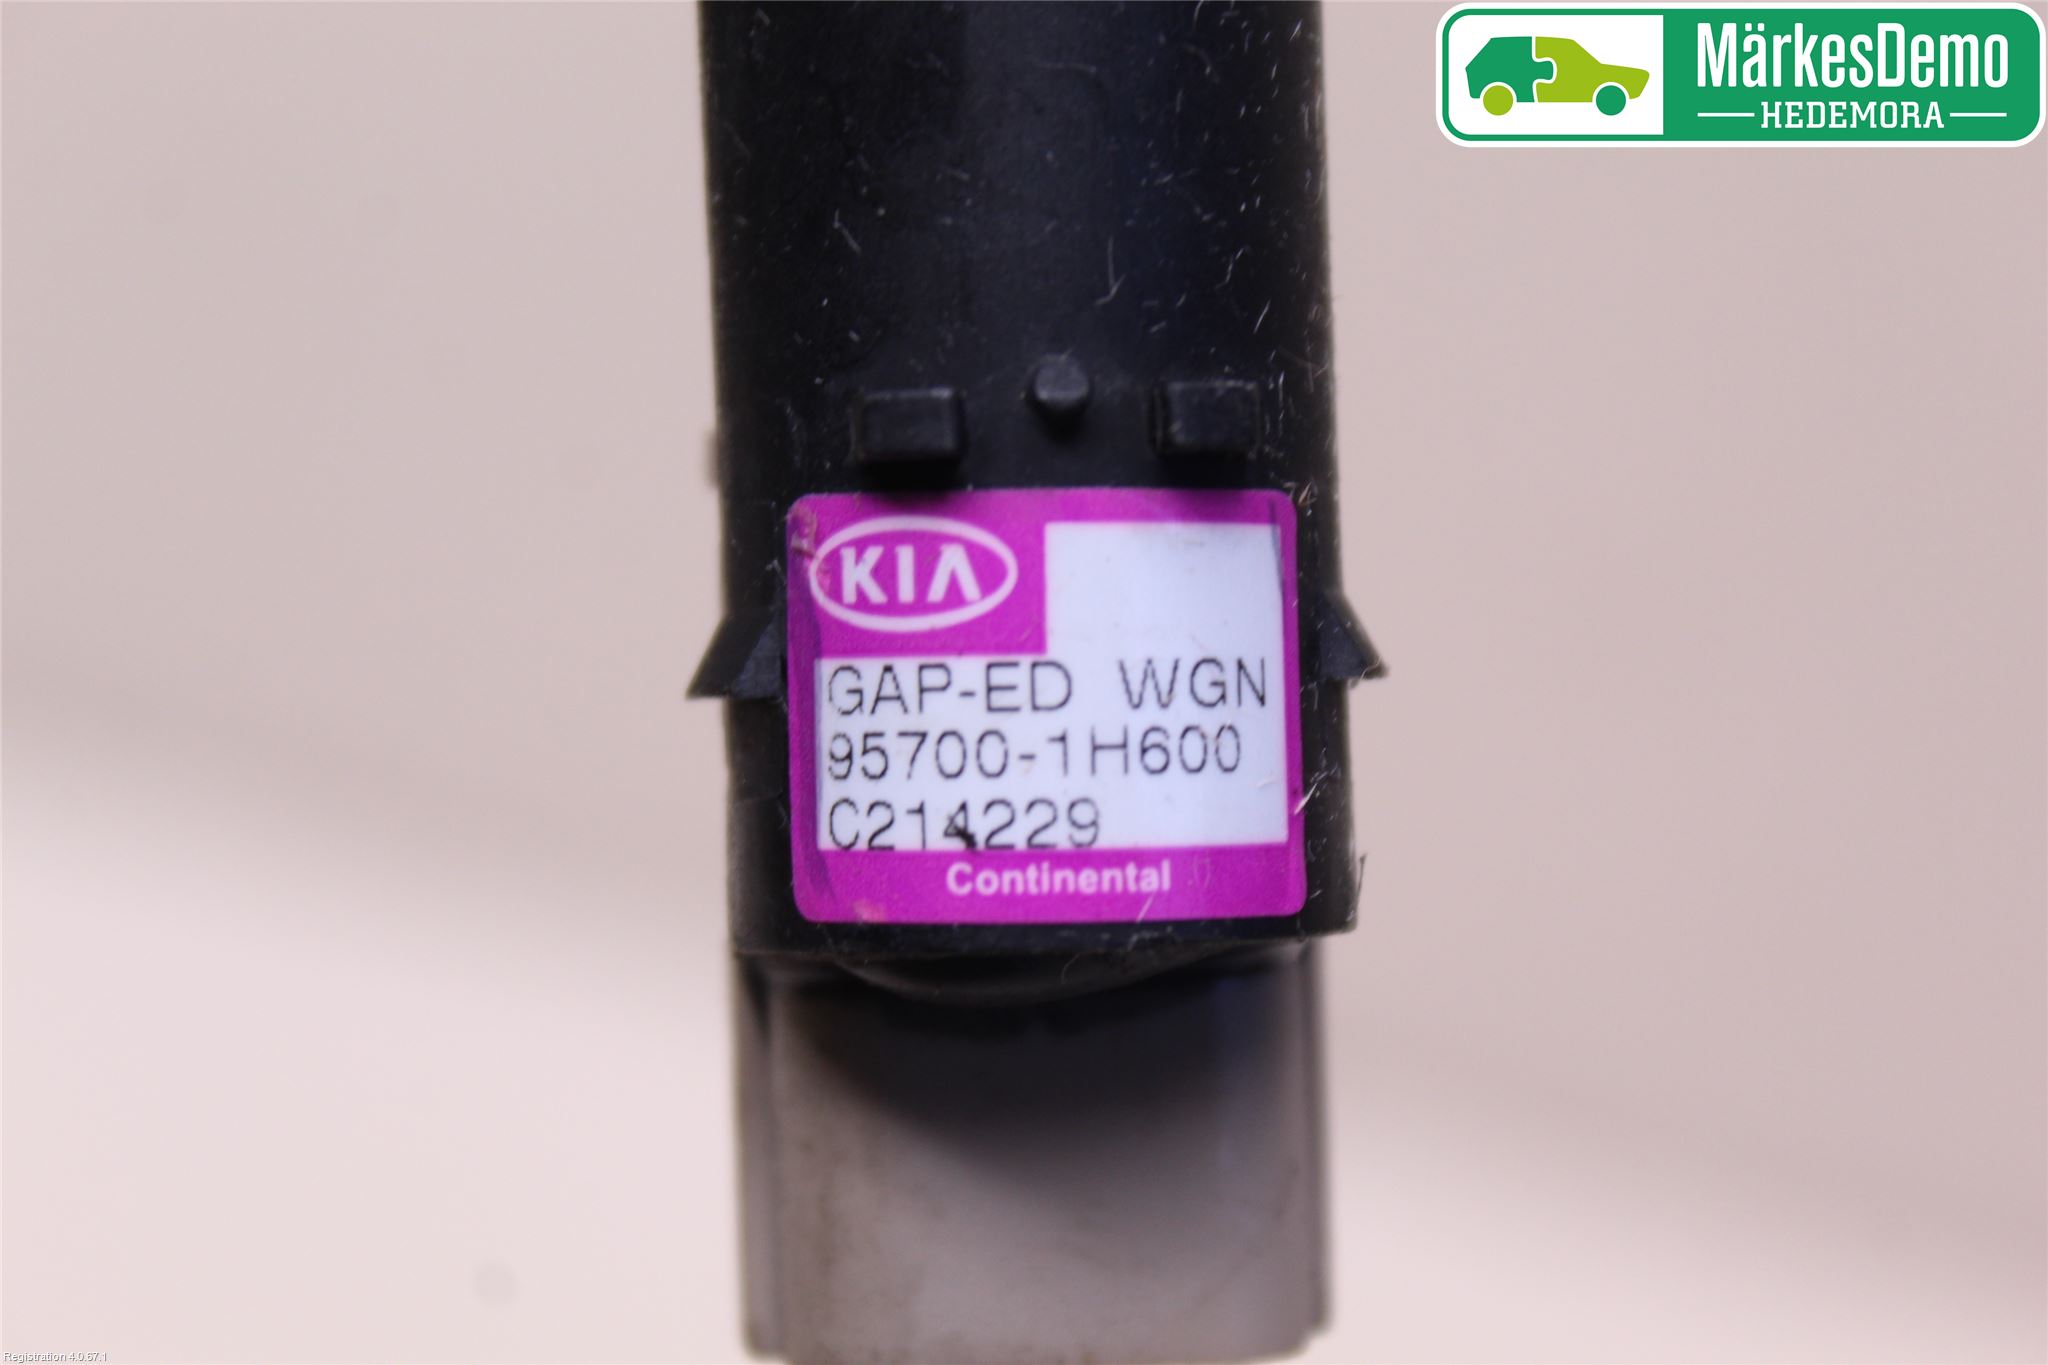 MärkesDemo
HEDEMORA
KIA
GAP-ED WGN
95700-1H600
C214229
Continental
Registration 4.0.67.1